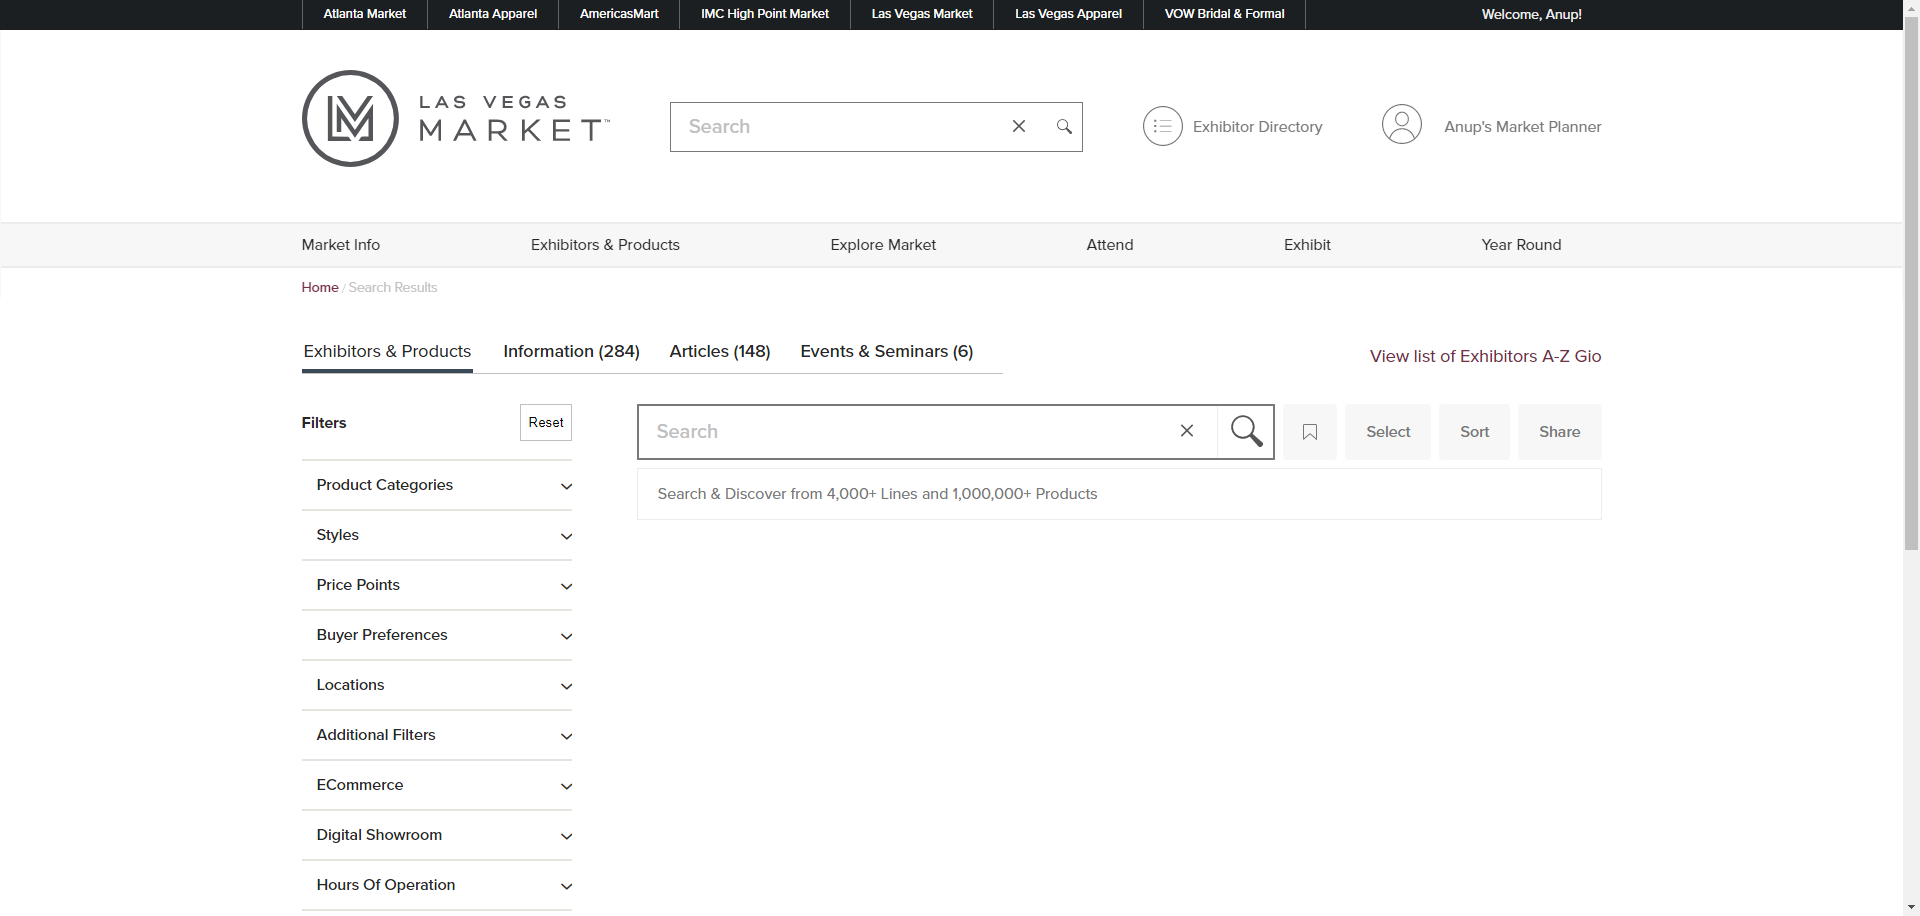 Atlanta Market Atlanta Apparel AmericasMart IMC High Point Market Las Vegas Market Las Vegas Apparel VOW Bridal & Formal Welcome, Anup!
LAS VEGAS
MARKET™
Search
Exhibitor Directory
Anup's Market Planner
Market Info Exhibitors & Products Explore Market Attend Exhibit Year Round
Home / Search Results
Exhibitors & Products Information (284) Articles (148) Events & Seminars (6)
View list of Exhibitors A-Z Gio
Filters Reset
Search
Select Sort Share
Search & Discover from 4,000+ Lines and 1,000,000+ Products
Product Categories
Styles
Price Points
Buyer Preferences
Locations
Additional Filters
ECommerce
Digital Showroom
Hours Of Operation